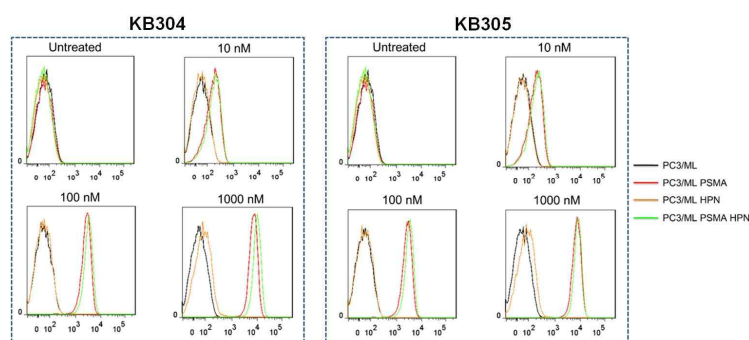 KB304
KB305
Untreated
10 nM
Untreated
10 nM
0
0
0
0
0 10² 10³ 10⁴ 10⁵
0 10² 10³ 10⁴ 10⁵
0 10² 10³ 10⁴ 10⁵
0 10² 10³ 10⁴ 10⁵
PC3/ML
PC3/ML PSMA
PC3/ML HPN
PC3/ML PSMA HPN
100 nM
1000 nM
100 nM
1000 nM
0
0
0
0
0 10² 10³ 10⁴ 10⁵
0 10² 10³ 10⁴ 10⁵
0 10² 10³ 10⁴ 10⁵
0 10² 10³ 10⁴ 10⁵